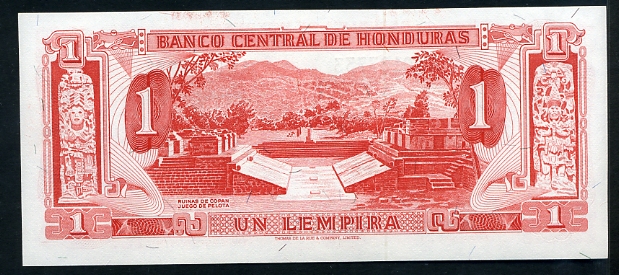 1 BANCO CENTRAL DE HONDURAS 1
1 1
RUINAS DE COPAN
JUEGO DE PELOTA
1 UN LEMPIRA 1
THOMAS DE LA RUE & COMPANY, LIMITED.